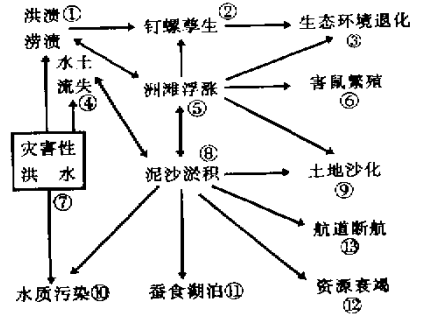 洪渍①
涝渍
钉螺孳生②
生态环境退化③
水土
流失④
洲滩浮涨⑤
害鼠繁殖⑥
灾害性
洪 水⑦
泥沙淤积⑧
土地沙化⑨
航道断航⑬
水质污染⑩
蚕食湖泊⑪
资源衰竭⑫